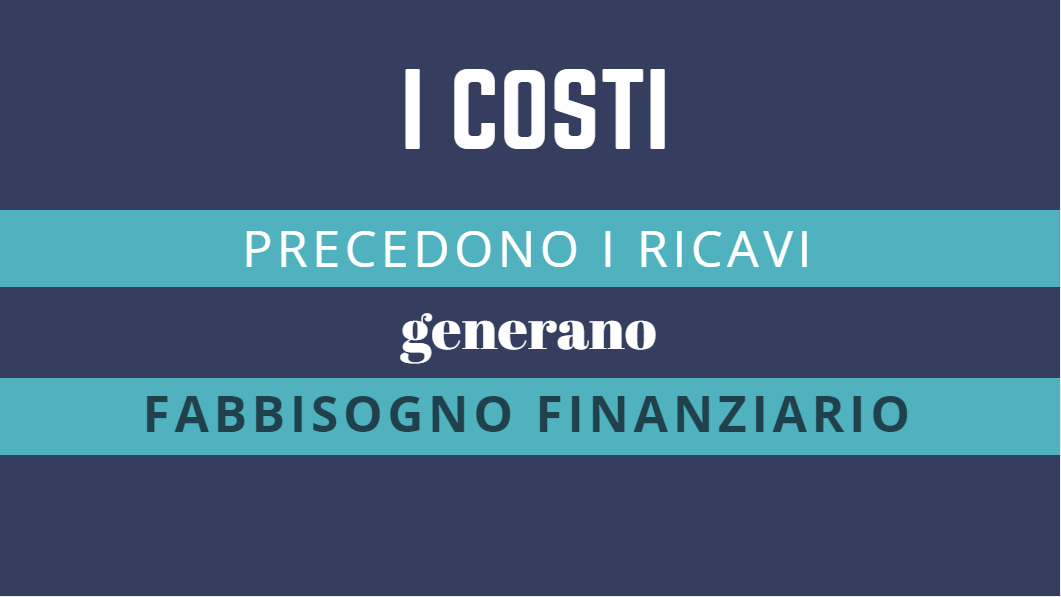 I COSTI
PRECEDONO I RICAVI
generano
FABBISOGNO FINANZIARIO